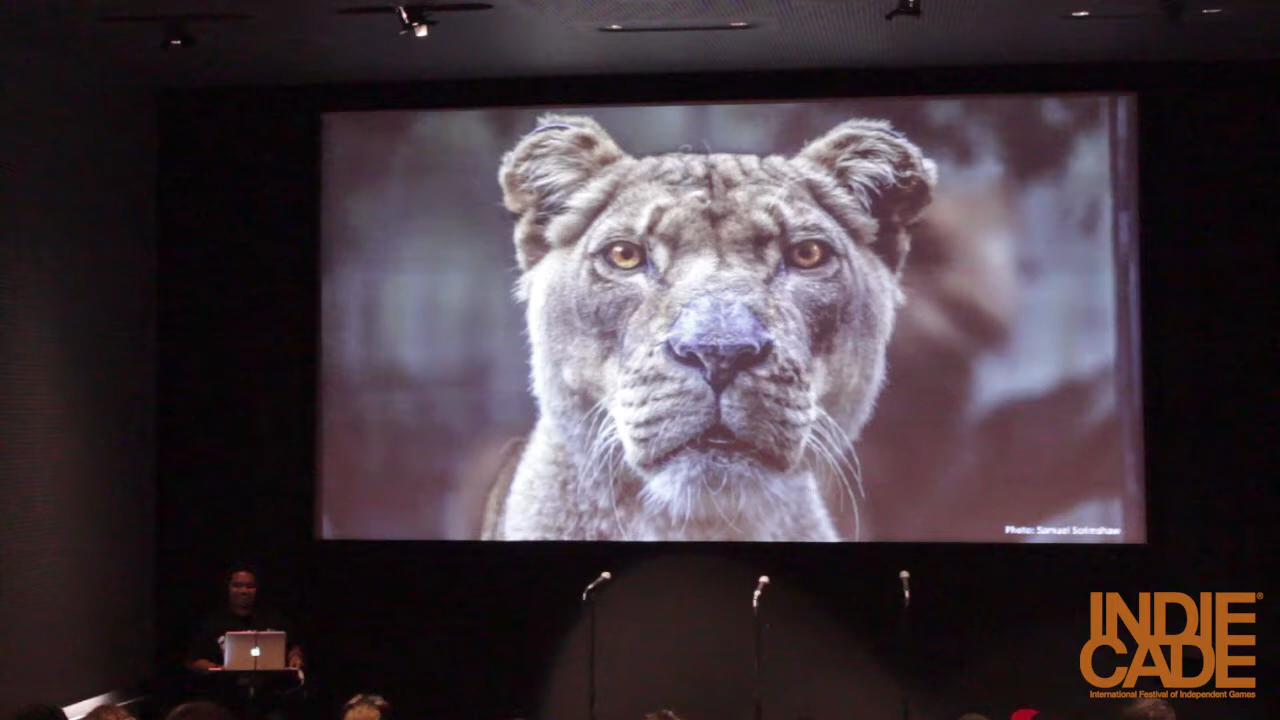 Photo: Samuel Scrimshaw
INDIE
CADE
International Festival of Independent Games